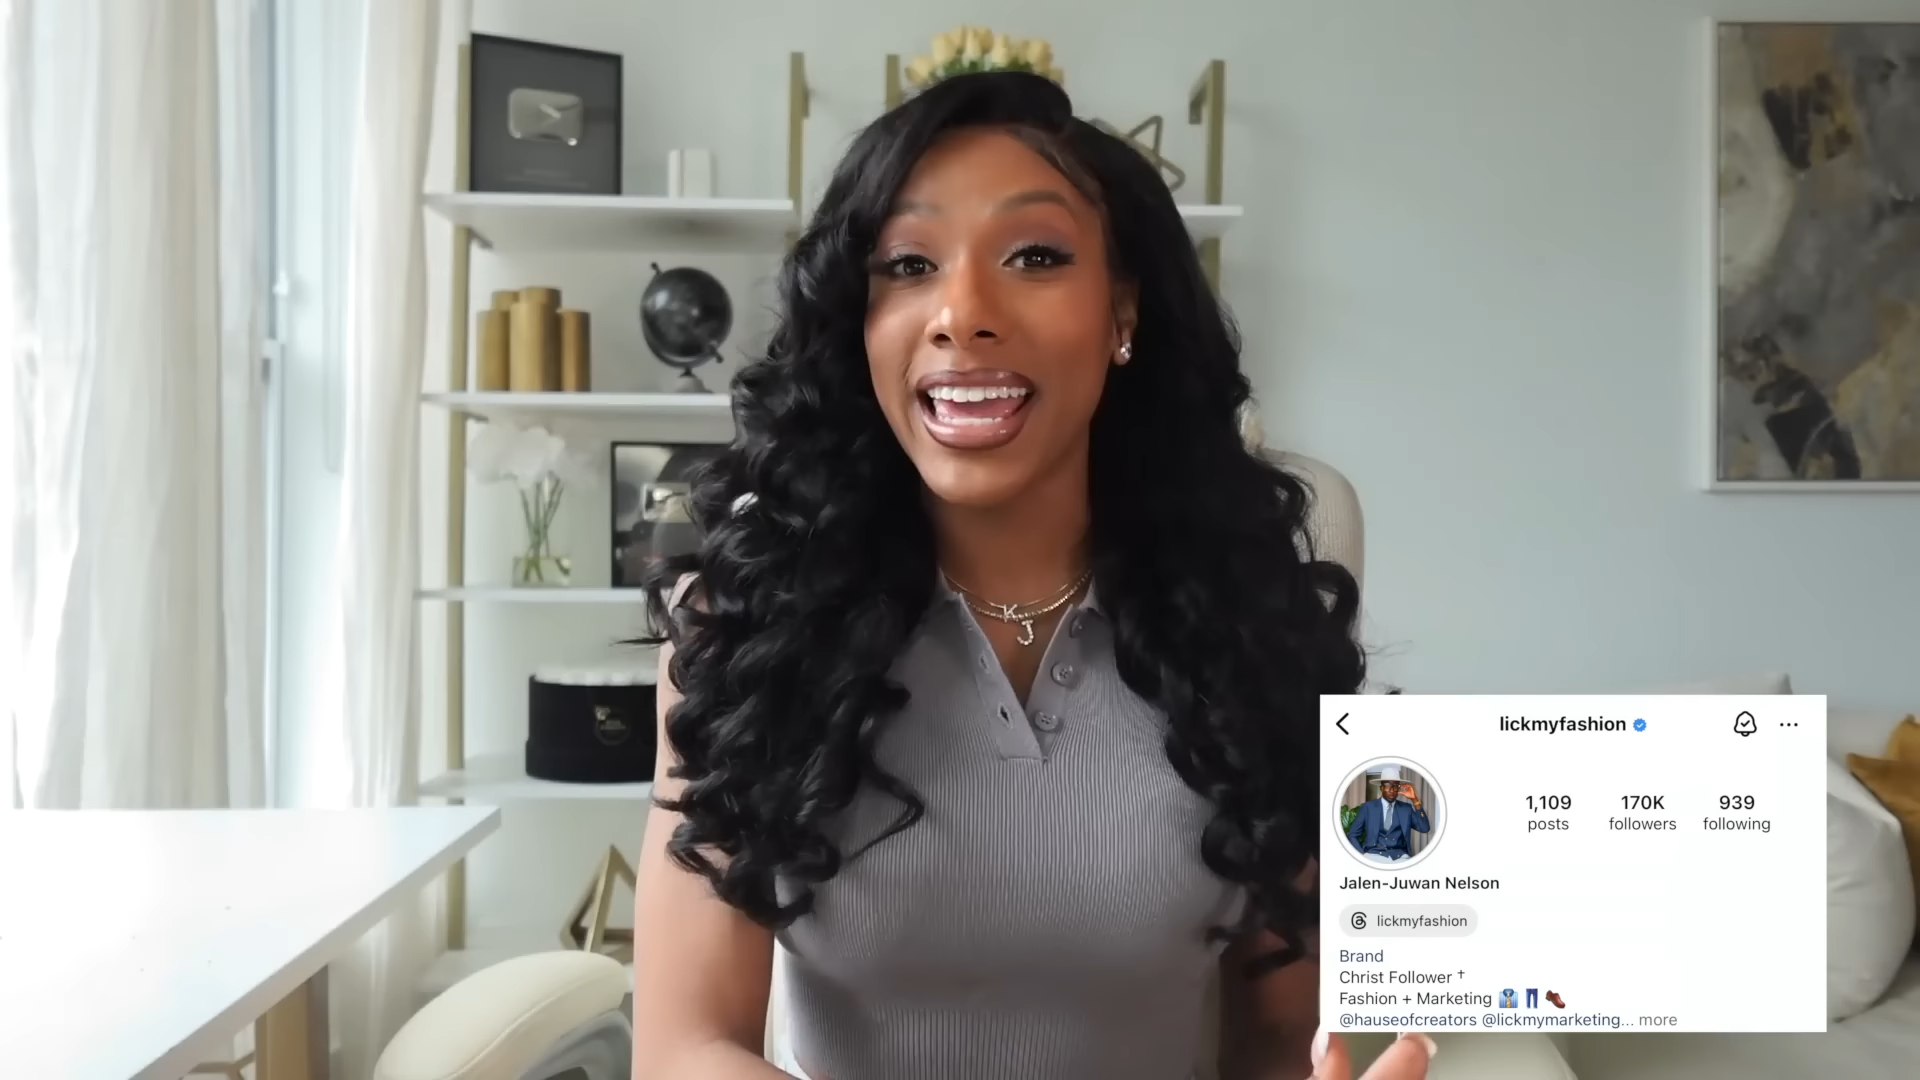 K
J
lickmyfashion
1,109 170K 939
posts followers following
Jalen-Juwan Nelson
lickmyfashion
Brand
Christ Follower †
Fashion + Marketing 👔👖👞
@hauseofcreators @lickmymarketing... more